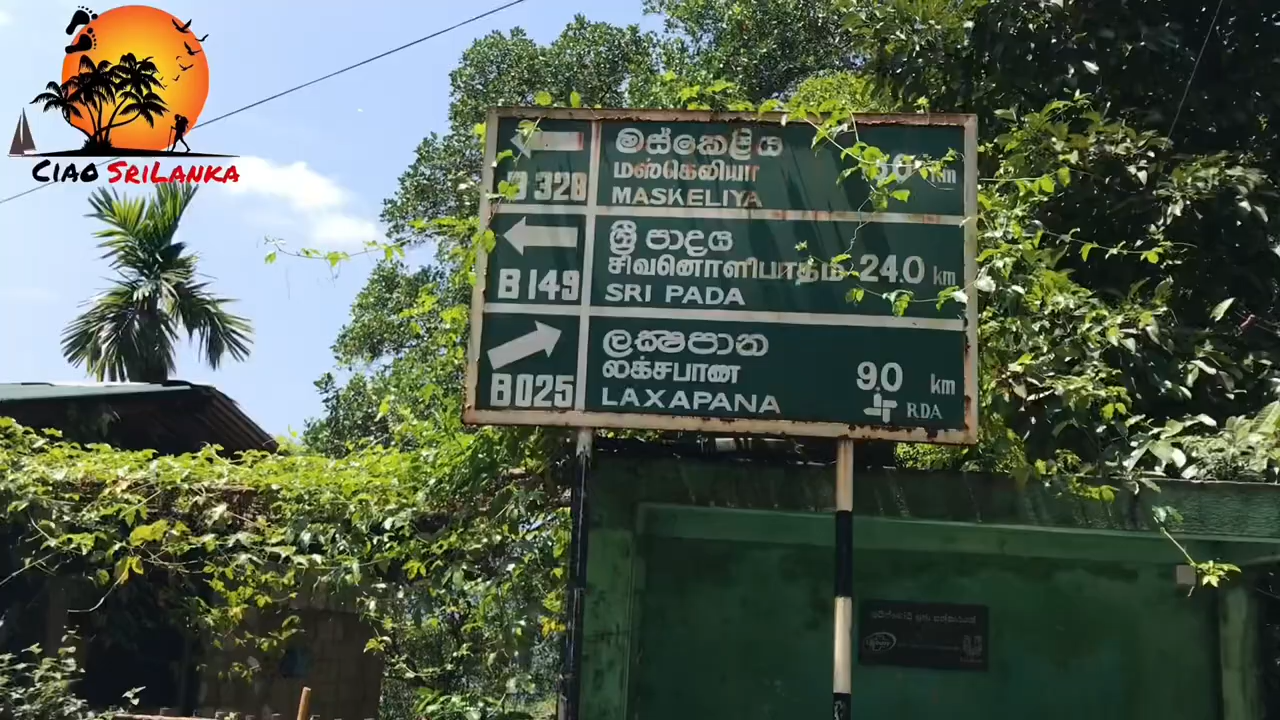 CIAO SRILANKA
මස්කෙළිය
மஸ்கெலியா
B 328
MASKELIYA
km
ශ්‍රී පාදය
சிவனொளிபாதம் 24.0 km
B 149
SRI PADA
ලක්ෂපාන
லக்சபான
9.0 km
B025
LAXAPANA
RDA